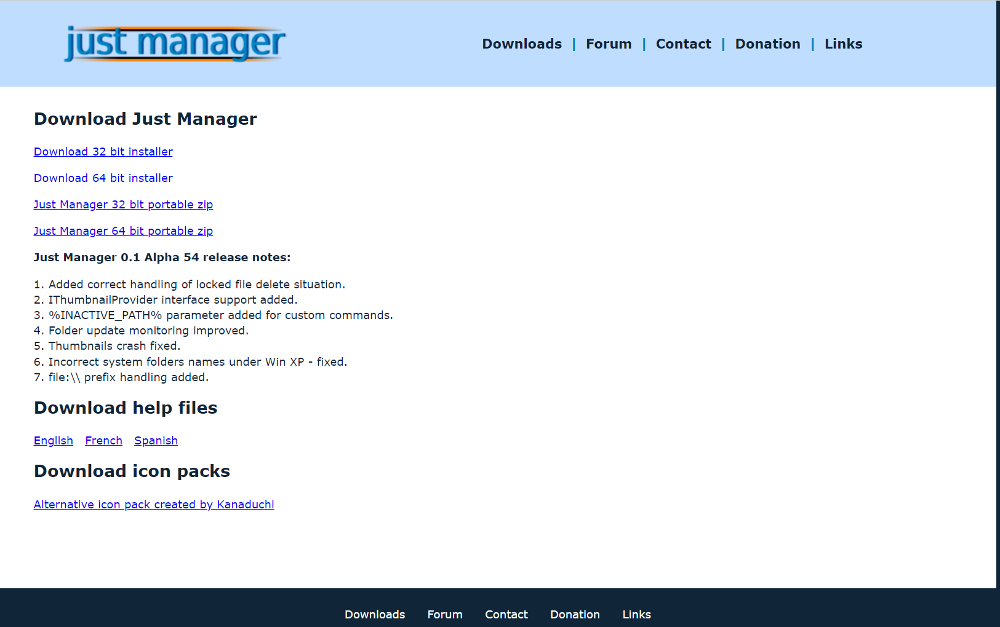 just manager
Downloads | Forum | Contact | Donation | Links
Download Just Manager
Download 32 bit installer
Download 64 bit installer
Just Manager 32 bit portable zip
Just Manager 64 bit portable zip
Just Manager 0.1 Alpha 54 release notes:
1. Added correct handling of locked file delete situation.
2. IThumbnailProvider interface support added.
3. %INACTIVE_PATH% parameter added for custom commands.
4. Folder update monitoring improved.
5. Thumbnails crash fixed.
6. Incorrect system folders names under Win XP - fixed.
7. file:\\ prefix handling added.
Download help files
English French Spanish
Download icon packs
Alternative icon pack created by Kanaduchi
Downloads Forum Contact Donation Links